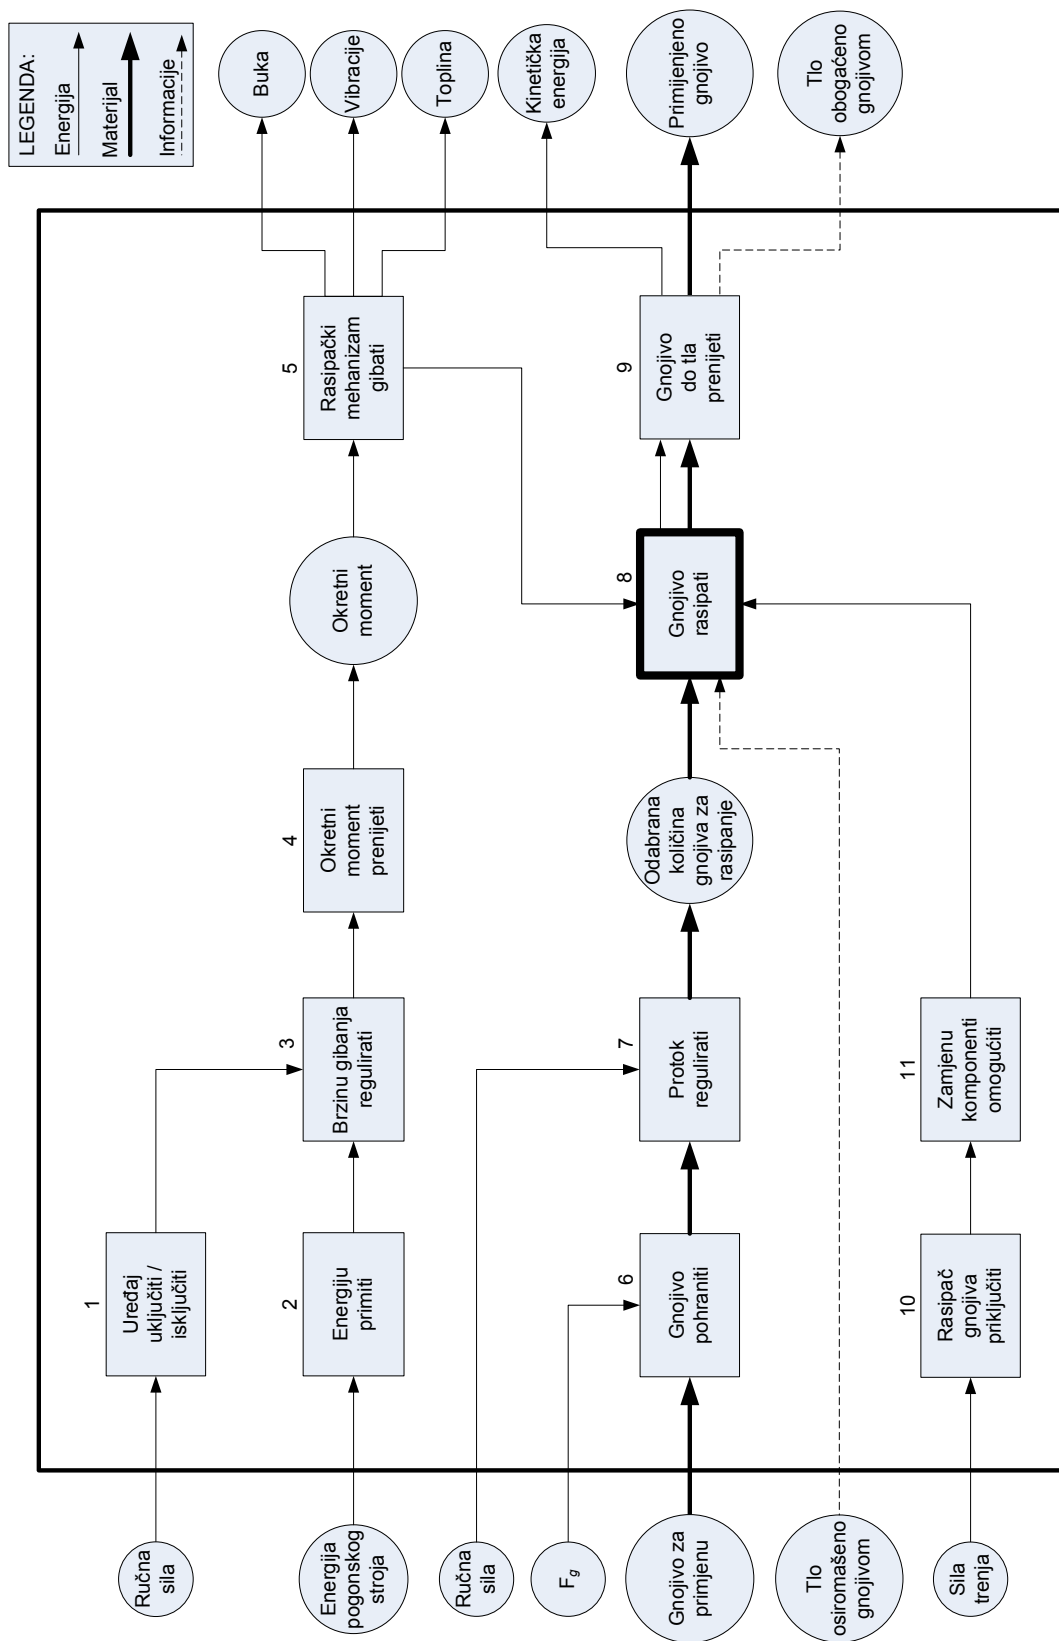 LEGENDA:
Energija
Materijal
Informacije
Ručna
sila
1
Uređaj
uključiti /
isključiti
Energija
pogonskog
stroja
2
Energiju
primiti
3
Brzinu gibanja
regulirati
4
Okretni
moment
prenijeti
Okretni
moment
5
Rasipački
mehanizam
gibati
Buka
Vibracije
Toplina
Ručna
sila
Fg
Gnojivo za
primjenu
6
Gnojivo
pohraniti
7
Protok
regulirati
Odabrana
količina
gnojiva za
rasipanje
8
Gnojivo
rasipati
9
Gnojivo
do tla
prenijeti
Kinetička
energija
Primijenjeno
gnojivo
Tlo
obogaćeno
gnojivom
Tlo
osiromašeno
gnojivom
Sila
trenja
10
Rasipač
gnojiva
priključiti
11
Zamjenu
komponenti
omogućiti